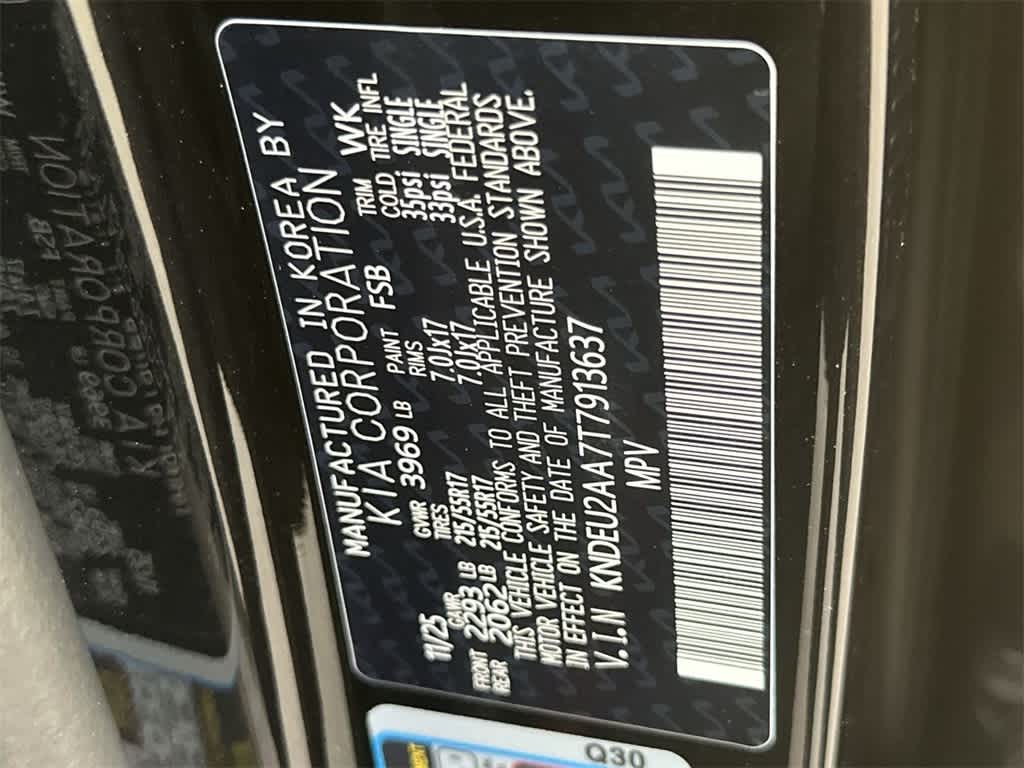 MANUFACTURED IN KOREA BY
KIA CORPORATION
11/25 GVWR 3969 LB PAINT FSB TRIM WK
GAWR TIRES RIMS COLD TIRE INFL
FRONT 2293 LB 215/55R17 7.0Jx17 35psi SINGLE
REAR 2062 LB 215/55R17 7.0Jx17 33psi SINGLE
THIS VEHICLE CONFORMS TO ALL APPLICABLE U.S.A. FEDERAL
MOTOR VEHICLE SAFETY AND THEFT PREVENTION STANDARDS
IN EFFECT ON THE DATE OF MANUFACTURE SHOWN ABOVE.
V.I.N KNDEU2AA7T7913637
MPV
Q30